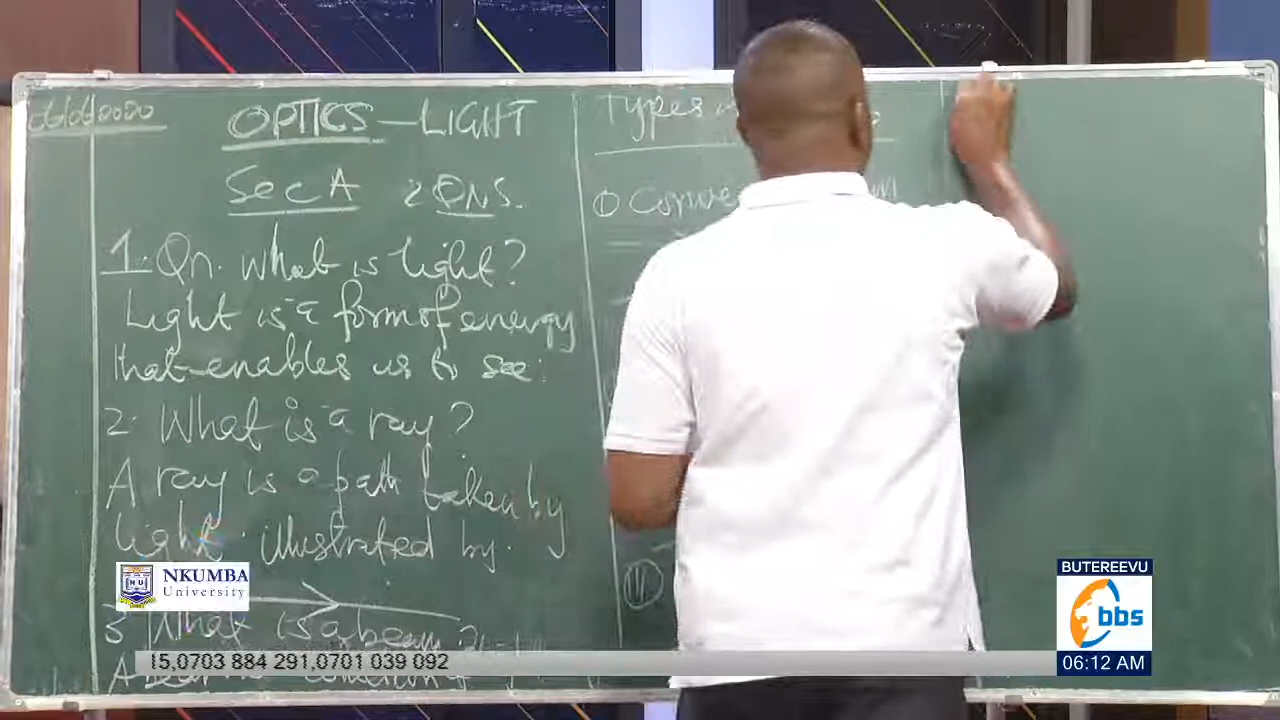 OPTICS - LIGHT
Sec A 2 QNS.
1. Qn. What is light?
Light is a form of energy
that enables us to see.
2. What is a ray?
A ray is a path taken by
light. illustrated by.
3 What is a beam
A
Types
① Conve
NKUMBA
University
15,0703 884 291,0701 039 092
BUTEREEVU
bbs
06:12 AM